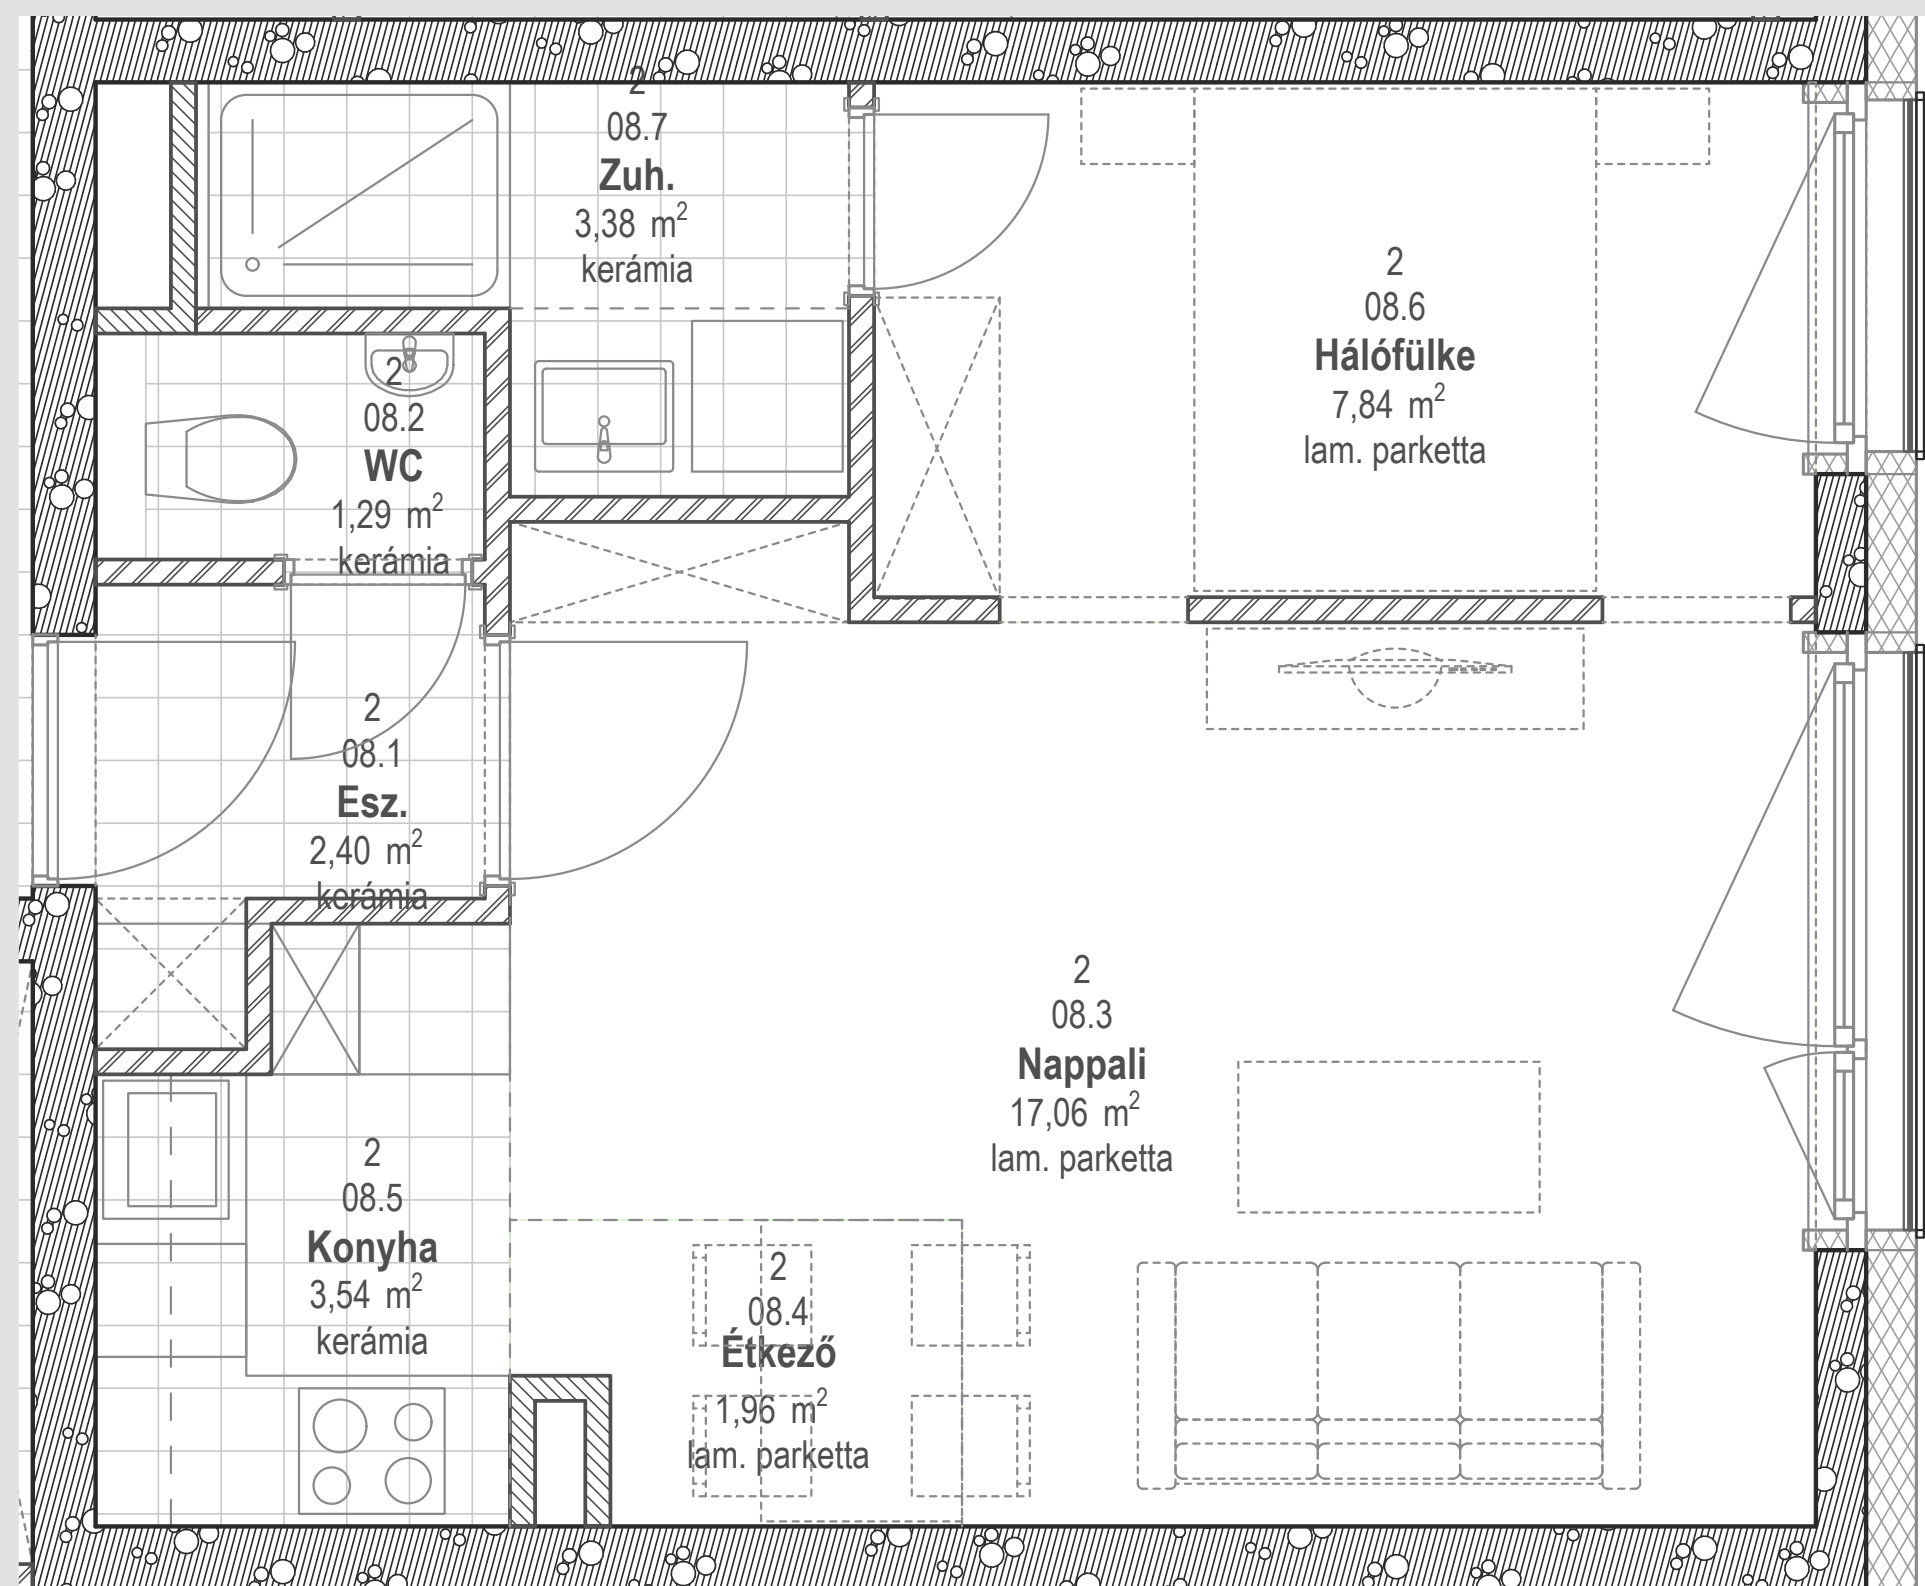 2
08.7
Zuh.
3,38 m²
kerámia
2
08.6
Hálófülke
7,84 m²
lam. parketta
2
08.2
WC
1,29 m²
kerámia
2
08.1
Esz.
2,40 m²
kerámia
2
08.3
Nappali
17,06 m²
lam. parketta
2
08.5
Konyha
3,54 m²
kerámia
2
08.4
Étkező
1,96 m²
lam. parketta